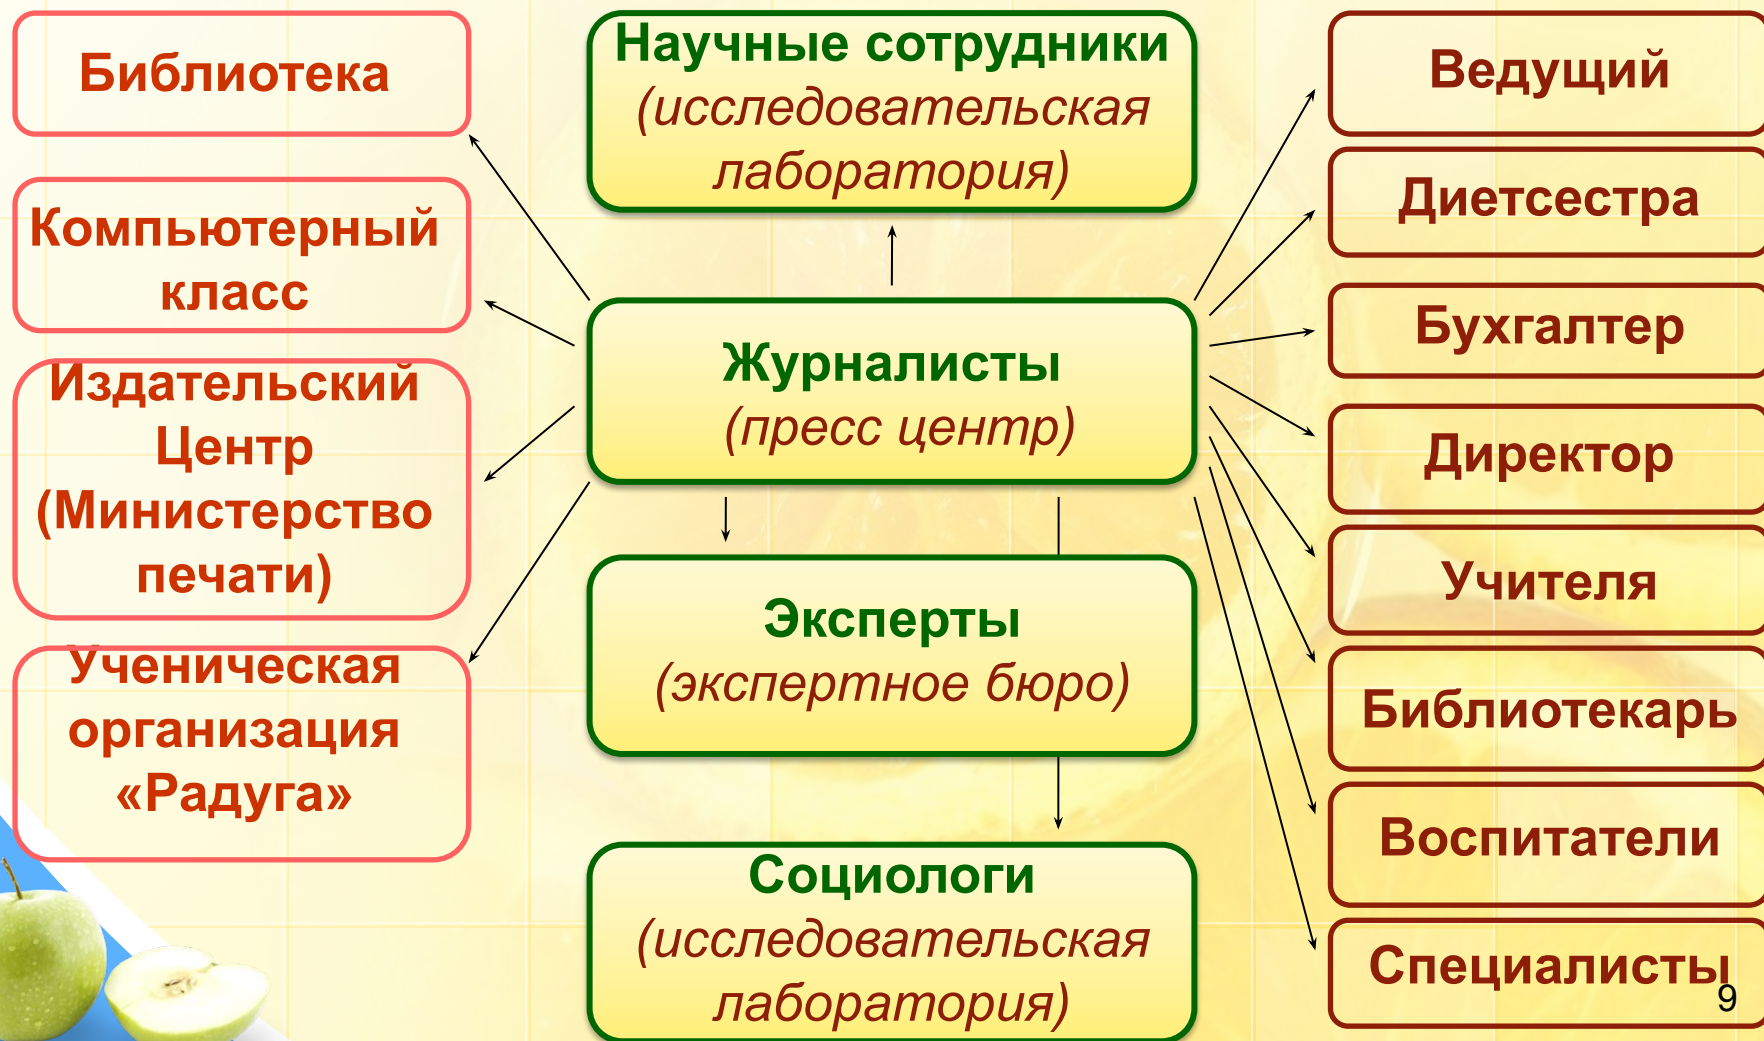 Библиотека
Компьютерный
класс
Издательский
Центр
(Министерство
печати)
Ученическая
организация
«Радуга»
Научные сотрудники
(исследовательская
лаборатория)
Журналисты
(пресс центр)
Эксперты
(экспертное бюро)
Социологи
(исследовательская
лаборатория)
Ведущий
Диетсестра
Бухгалтер
Директор
Учителя
Библиотекарь
Воспитатели
Специалисты
9